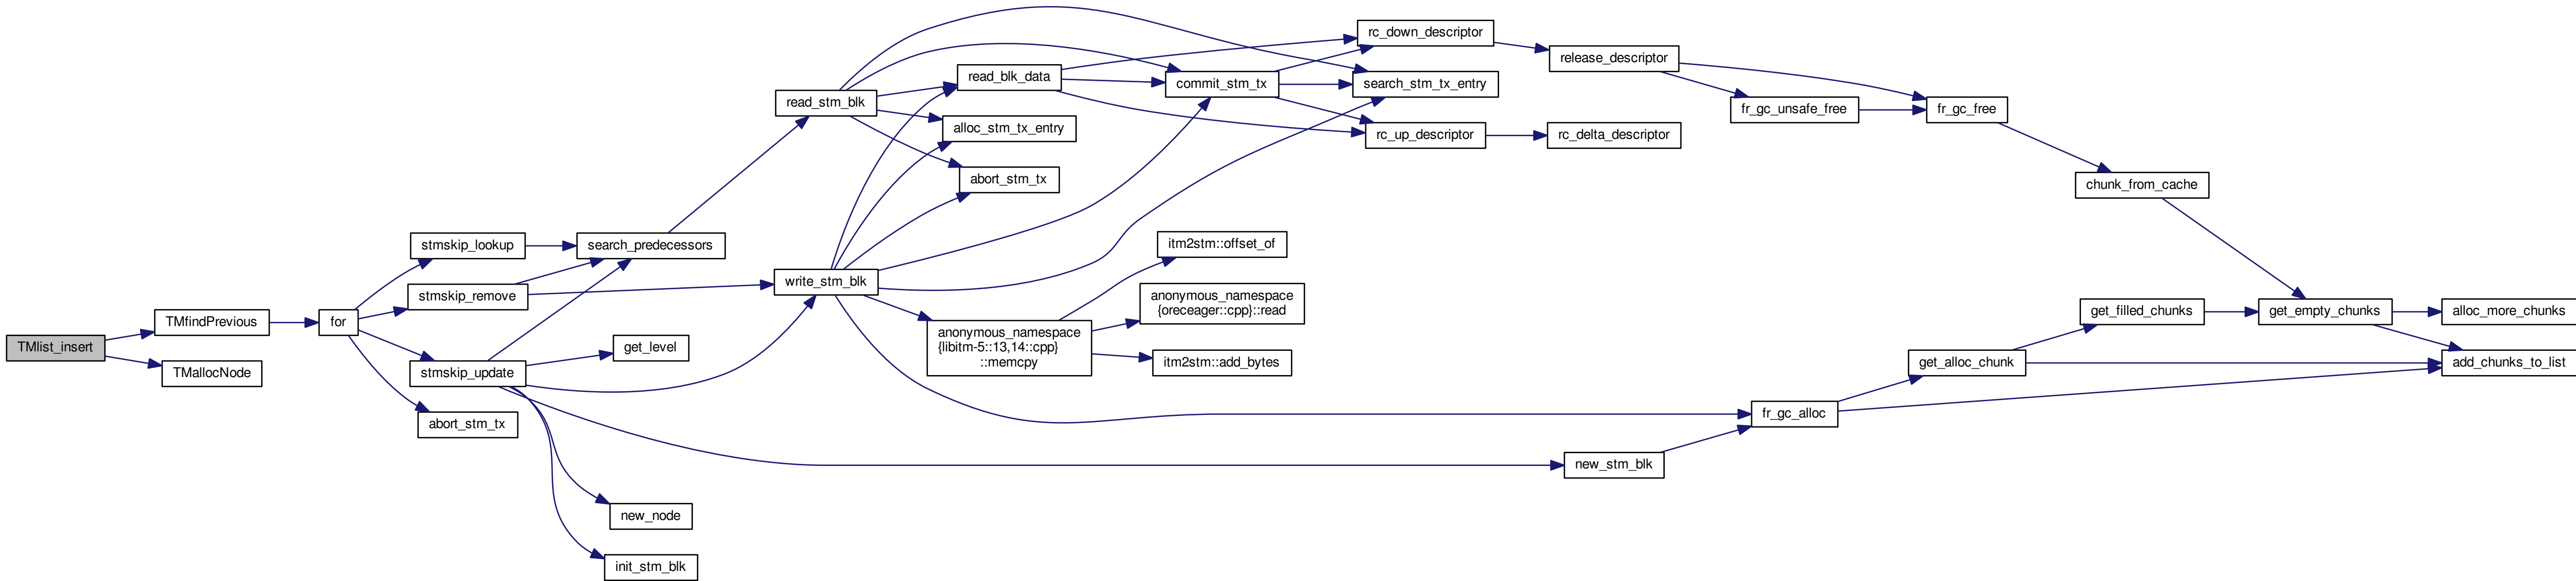 TMlist_insert
TMfindPrevious
TMallocNode
for
stmskip_lookup
stmskip_remove
stmskip_update
abort_stm_tx
search_predecessors
get_level
new_node
init_stm_blk
read_stm_blk
write_stm_blk
read_blk_data
alloc_stm_tx_entry
abort_stm_tx
anonymous_namespace
{libitm-5::13,14::cpp}
::memcpy
commit_stm_tx
itm2stm::offset_of
anonymous_namespace
{oreceager::cpp}::read
itm2stm::add_bytes
rc_down_descriptor
search_stm_tx_entry
rc_up_descriptor
release_descriptor
rc_delta_descriptor
new_stm_blk
fr_gc_unsafe_free
fr_gc_alloc
fr_gc_free
get_alloc_chunk
chunk_from_cache
get_filled_chunks
get_empty_chunks
alloc_more_chunks
add_chunks_to_list